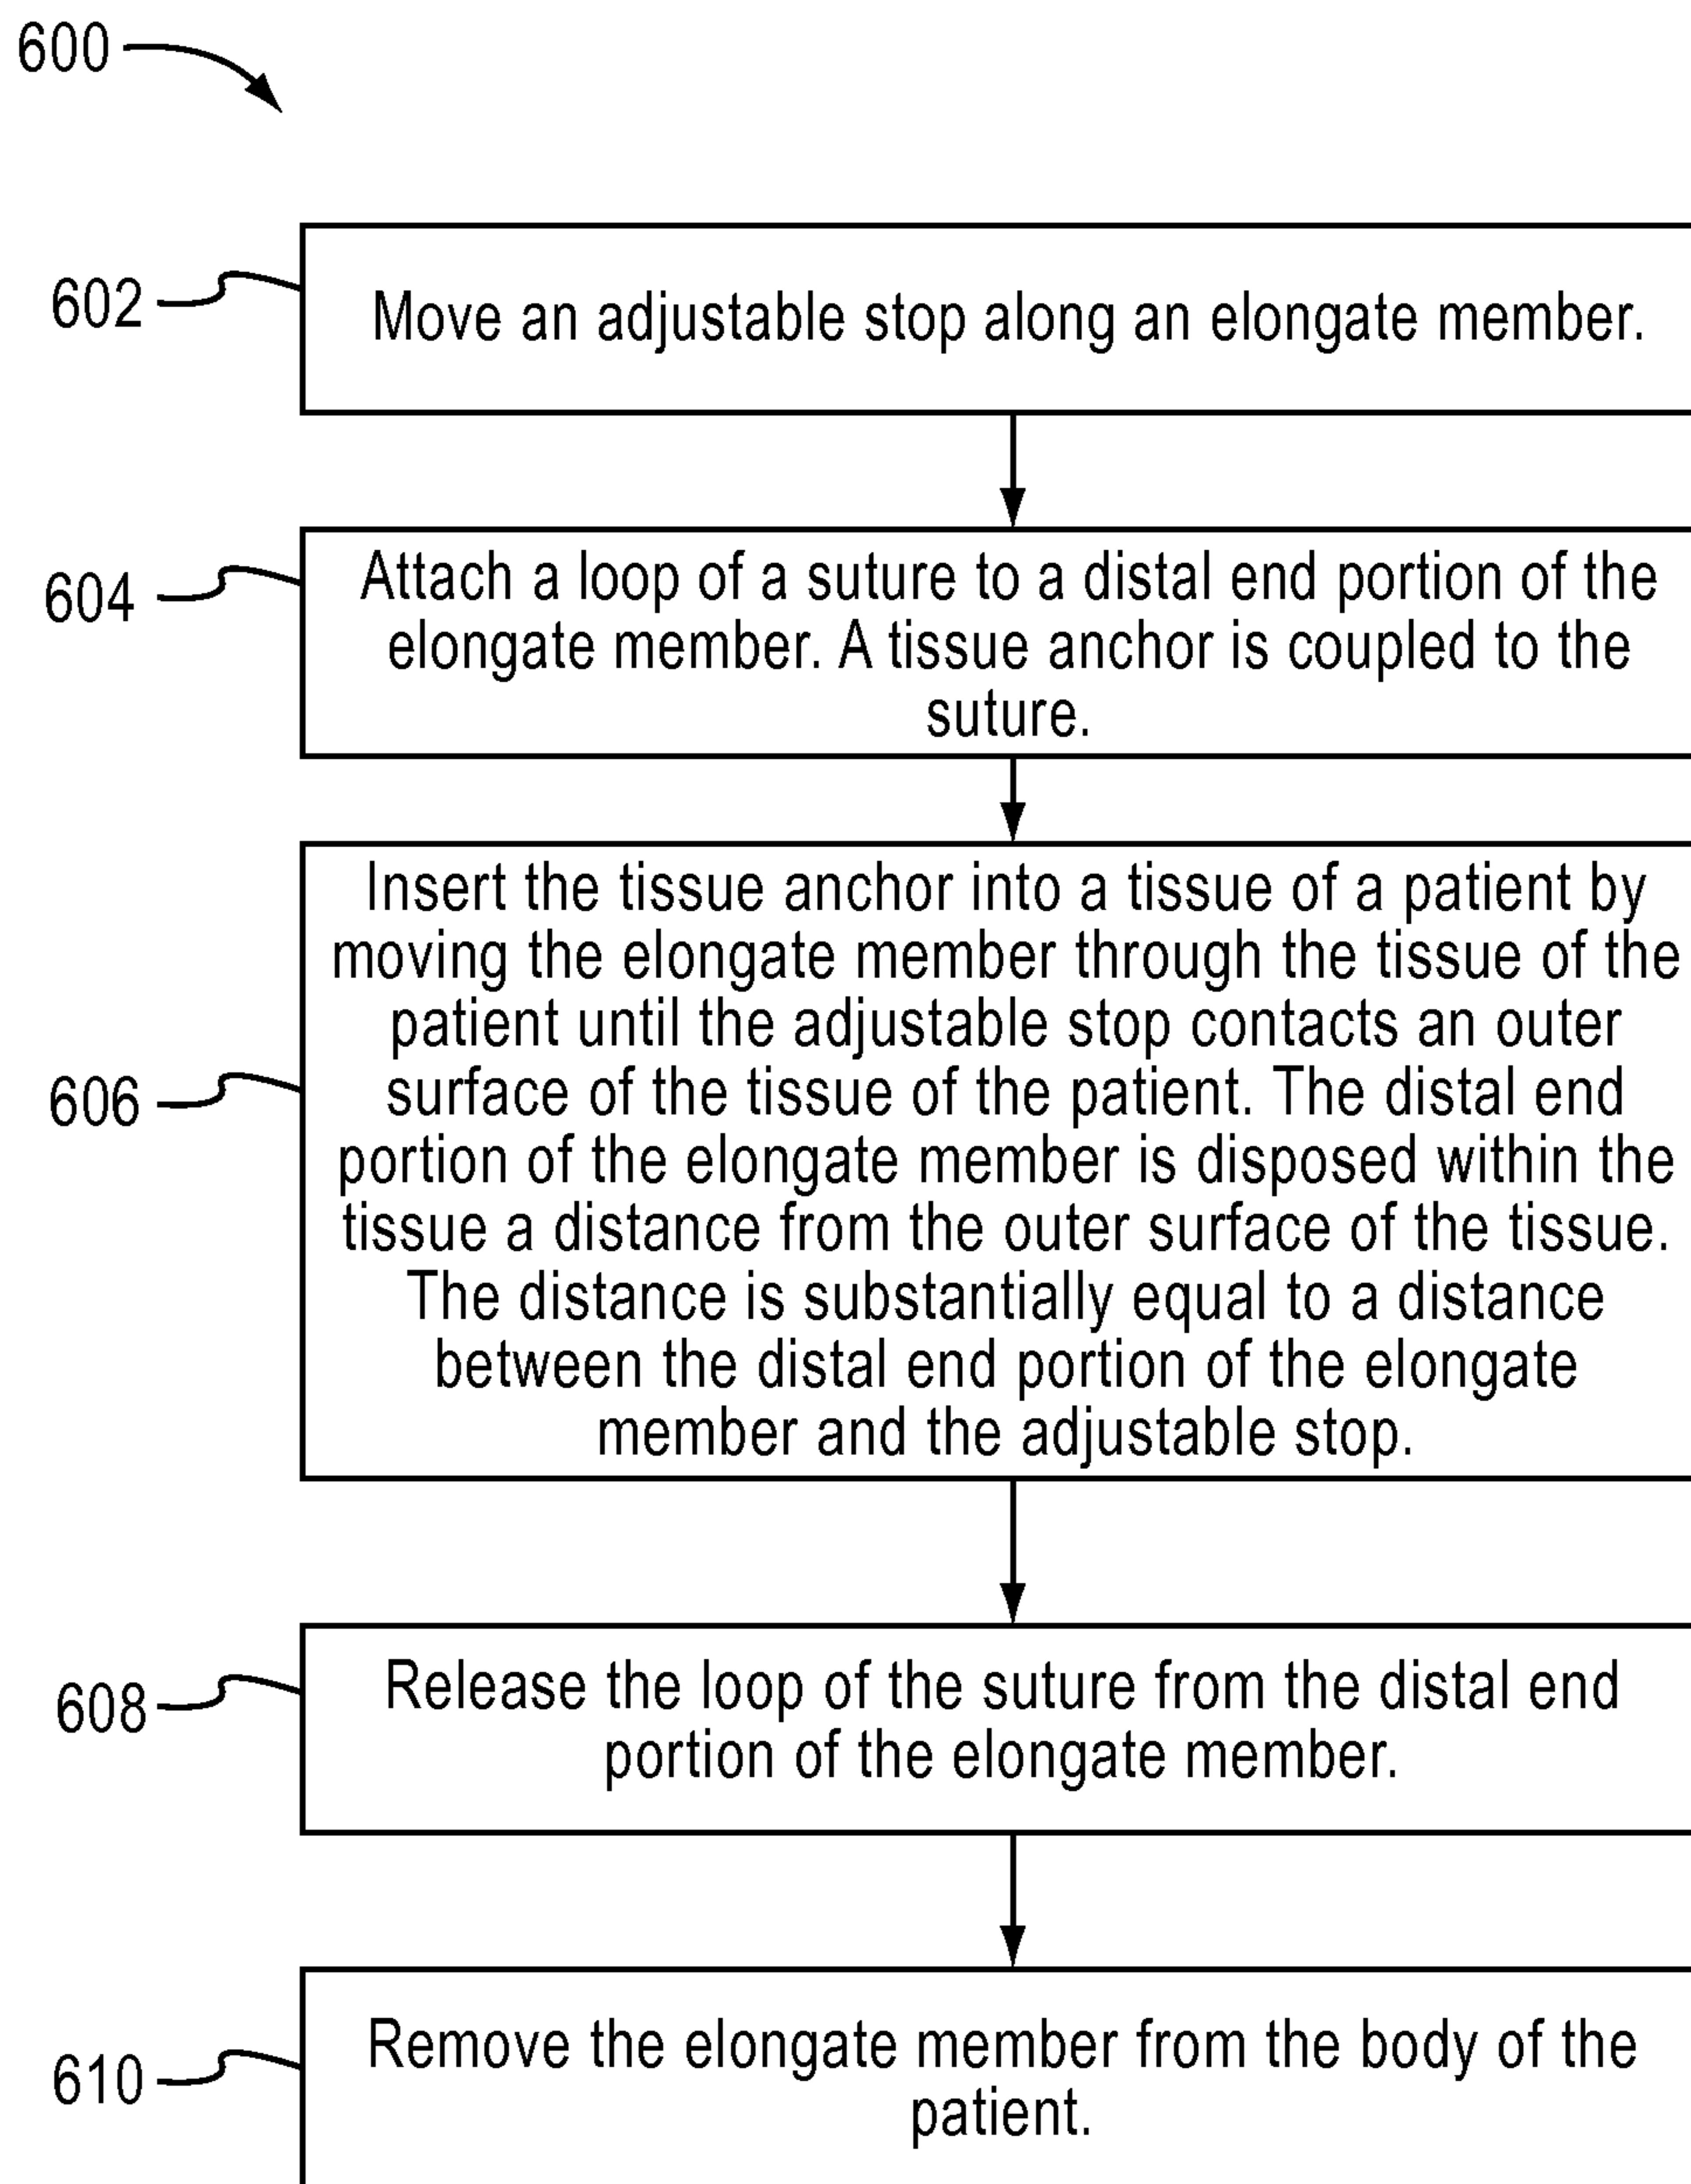 600
602
Move an adjustable stop along an elongate member.
604
Attach a loop of a suture to a distal end portion of the
elongate member. A tissue anchor is coupled to the
suture.
606
Insert the tissue anchor into a tissue of a patient by
moving the elongate member through the tissue of the
patient until the adjustable stop contacts an outer
surface of the tissue of the patient. The distal end
portion of the elongate member is disposed within the
tissue a distance from the outer surface of the tissue.
The distance is substantially equal to a distance
between the distal end portion of the elongate
member and the adjustable stop.
608
Release the loop of the suture from the distal end
portion of the elongate member.
610
Remove the elongate member from the body of the
patient.